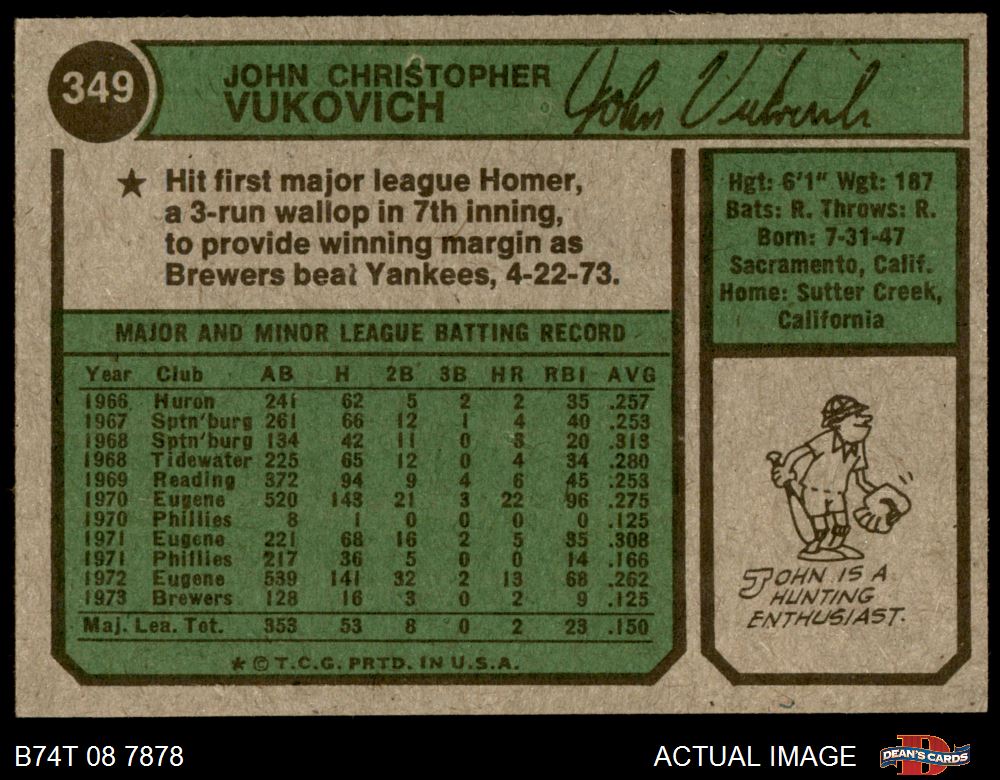 349
JOHN CHRISTOPHER
VUKOVICH
John Vukovich
★ Hit first major league Homer,
a 3-run wallop in 7th inning,
to provide winning margin as
Brewers beat Yankees, 4-22-73.
Hgt: 6'1" Wgt: 187
Bats: R. Throws: R.
Born: 7-31-47
Sacramento, Calif.
Home: Sutter Creek,
California
MAJOR AND MINOR LEAGUE BATTING RECORD
Year Club AB H 2B 3B HR RBI AVG
1966 Huron 241 62 5 2 2 35 .257
1967 Sptn'burg 261 66 12 1 4 40 .253
1968 Sptn'burg 134 42 11 0 3 20 .313
1968 Tidewater 225 65 12 0 4 34 .280
1969 Reading 372 94 9 4 6 45 .253
1970 Eugene 520 143 21 3 22 96 .275
1970 Phillies 8 1 0 0 0 0 .125
1971 Eugene 221 68 16 2 5 35 .308
1971 Phillies 217 36 5 0 0 14 .166
1972 Eugene 539 141 32 2 13 68 .262
1973 Brewers 128 16 3 0 2 9 .125
Maj. Lea. Tot. 353 53 8 0 2 23 .150
★ © T.C.G. PRTD. IN U.S.A.
JOHN IS A
HUNTING
ENTHUSIAST.
B74T 08 7878
ACTUAL IMAGE
DEAN'S CARDS